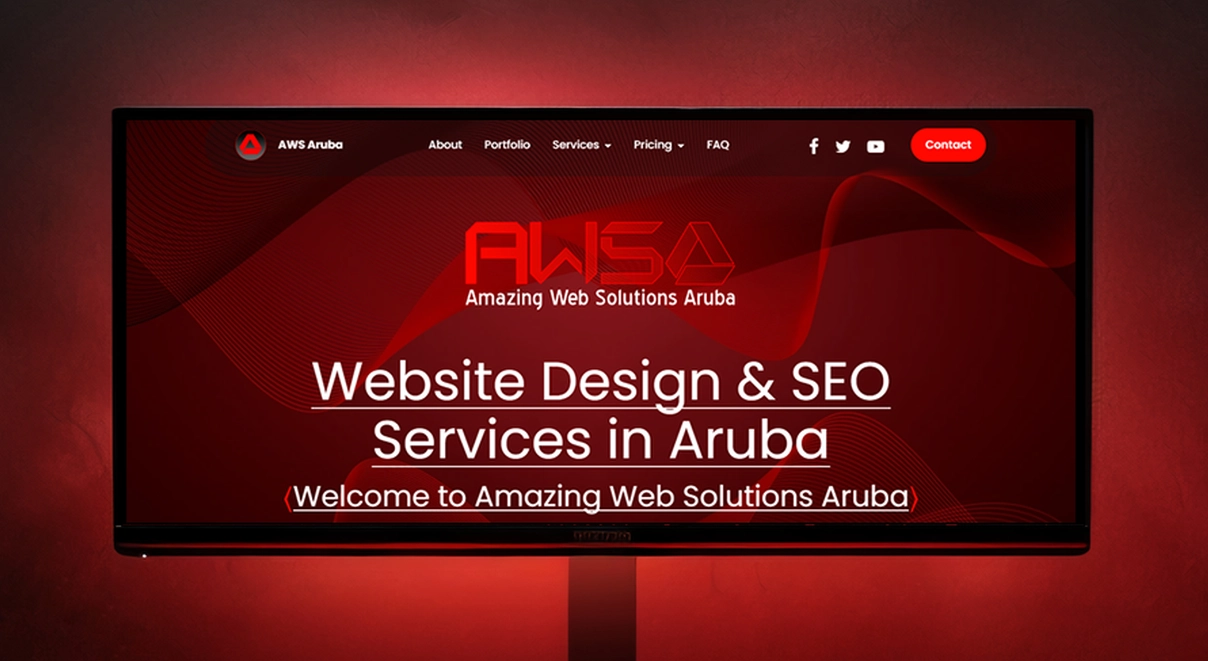 AWS Aruba
About
Portfolio
Services
Pricing
FAQ
Contact
AWSA
Amazing Web Solutions Aruba
Website Design & SEO
Services in Aruba
(Welcome to Amazing Web Solutions Aruba)